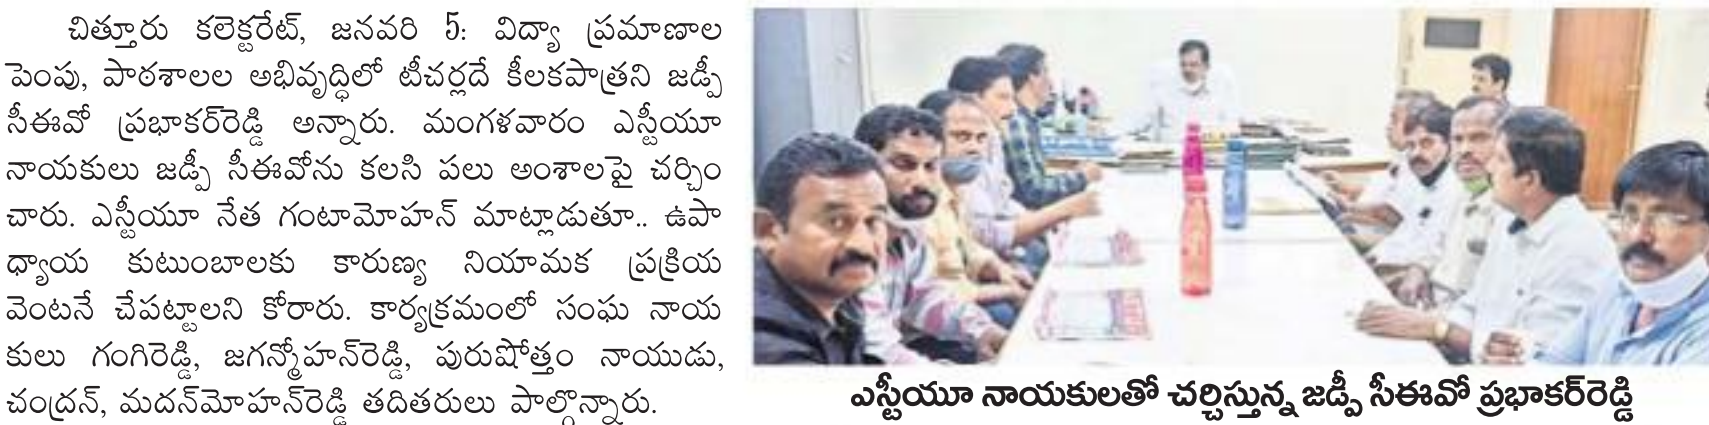 చిత్తూరు కలెక్టరేట్, జనవరి 5: విద్యా ప్రమాణాల
పెంపు, పాఠశాలల అభివృద్ధిలో టీచర్లదే కీలకపాత్రని జడ్పీ
సీఈవో ప్రభాకర్‌రెడ్డి అన్నారు. మంగళవారం ఎస్టీయూ
నాయకులు జడ్పీ సీఈవోను కలసి పలు అంశాలపై చర్చిం
చారు. ఎస్టీయూ నేత గంటామోహన్ మాట్లాడుతూ.. ఉపా
ధ్యాయ కుటుంబాలకు కారుణ్య నియామక ప్రక్రియ
వెంటనే చేపట్టాలని కోరారు. కార్యక్రమంలో సంఘ నాయ
కులు గంగిరెడ్డి, జగన్మోహన్‌రెడ్డి, పురుషోత్తం నాయుడు,
చంద్రన్, మదన్‌మోహన్‌రెడ్డి తదితరులు పాల్గొన్నారు.
ఎస్టీయూ నాయకులతో చర్చిస్తున్న జడ్పీ సీఈవో ప్రభాకర్‌రెడ్డి